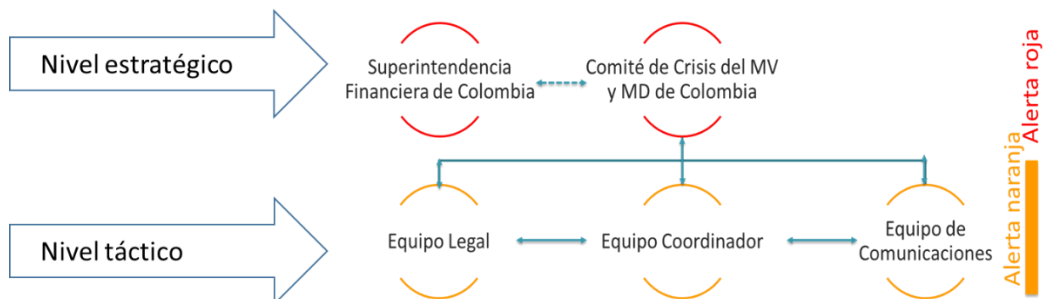 Nivel estratégico
Superintendencia
Financiera de Colombia
Comité de Crisis del MV
y MD de Colombia
Alerta roja
Nivel táctico
Equipo Legal
Equipo Coordinador
Equipo de
Comunicaciones
Alerta naranja